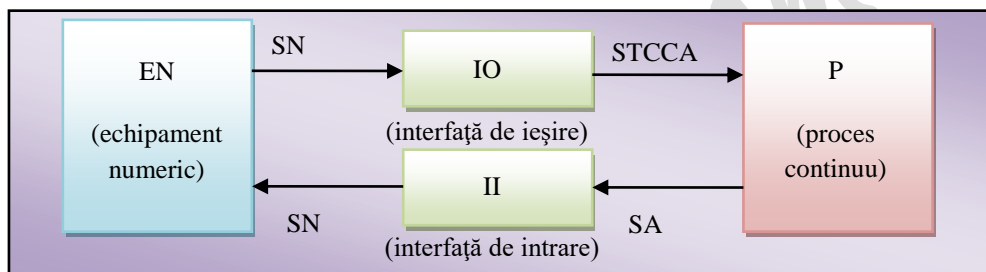 EN
(echipament
numeric)
SN
IO
(interfaţă de ieşire)
STCCA
P
(proces
continuu)
SN
II
(interfaţă de intrare)
SA